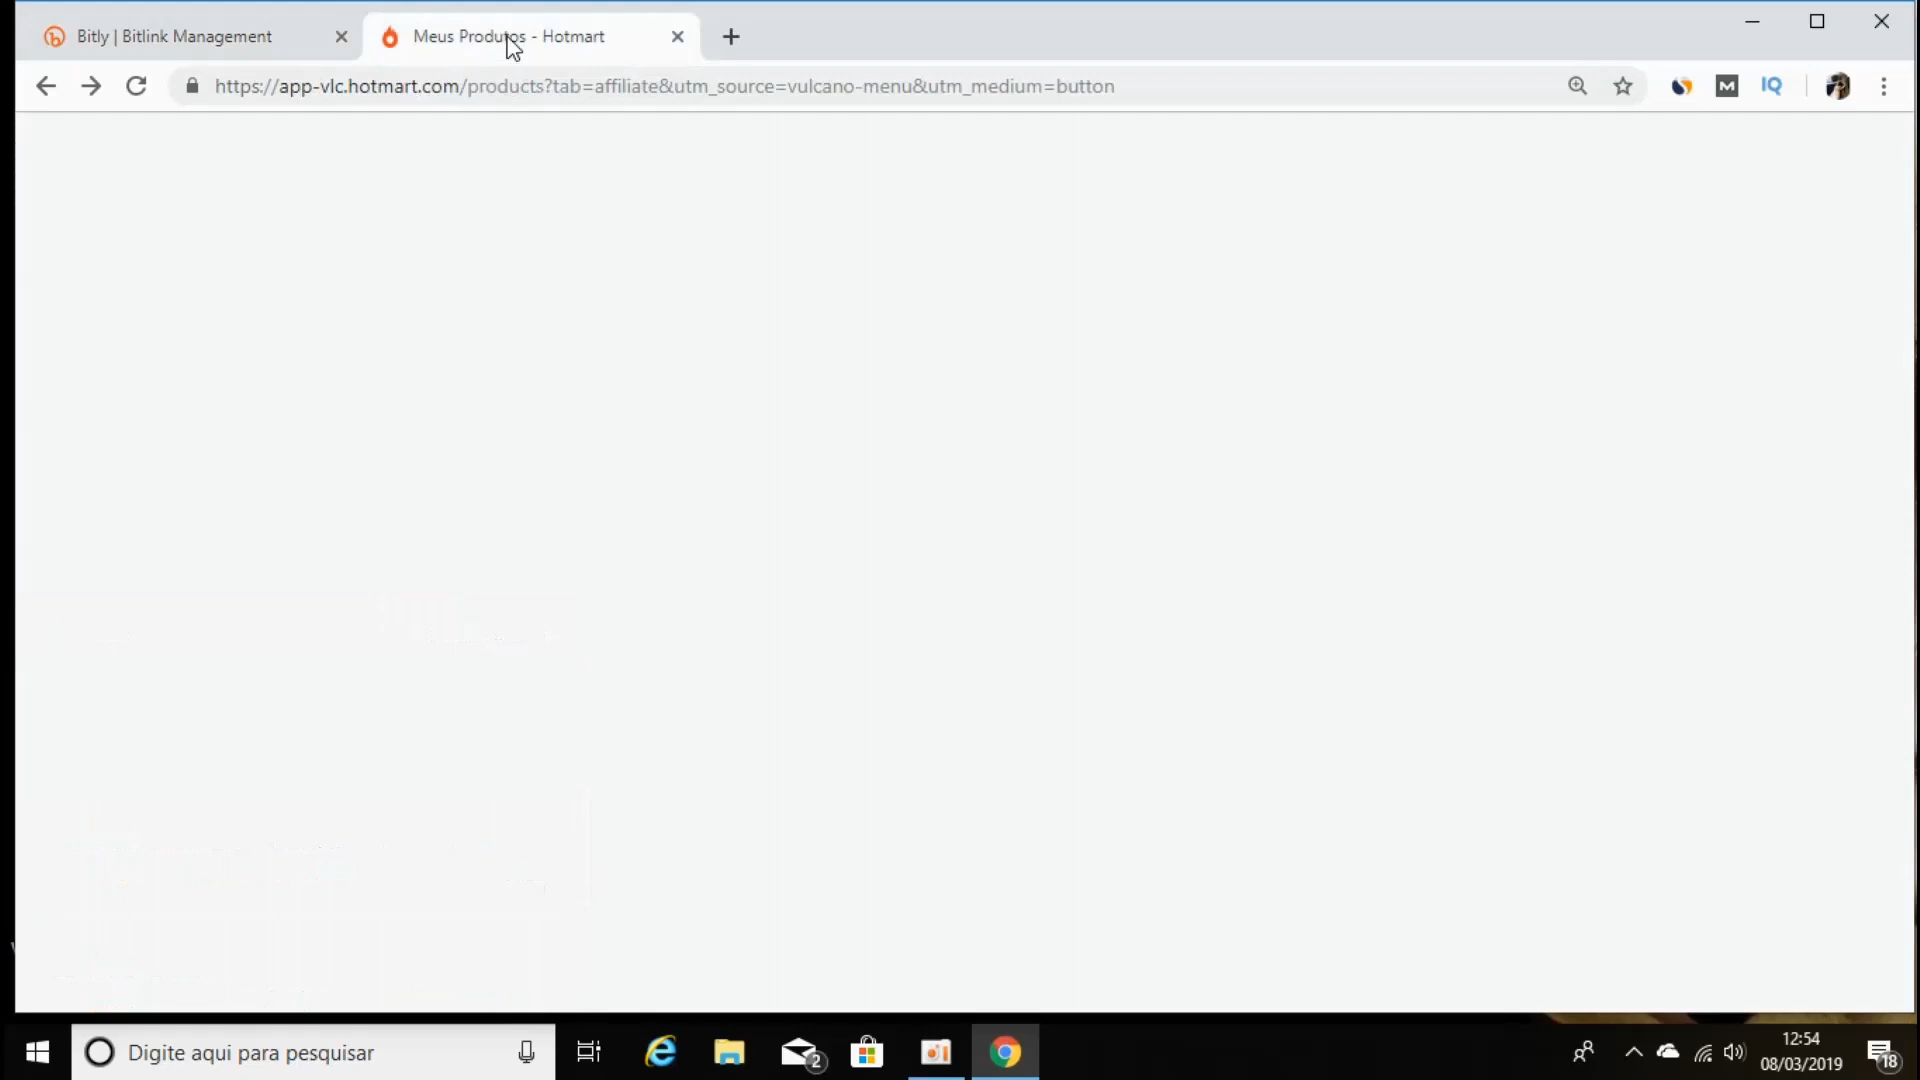 Bitly | Bitlink Management
Meus Produtos - Hotmart
https://app-vlc.hotmart.com/products?tab=affiliate&utm_source=vulcano-menu&utm_medium=button
M
IQ
Digite aqui para pesquisar
2
12:54
08/03/2019
18